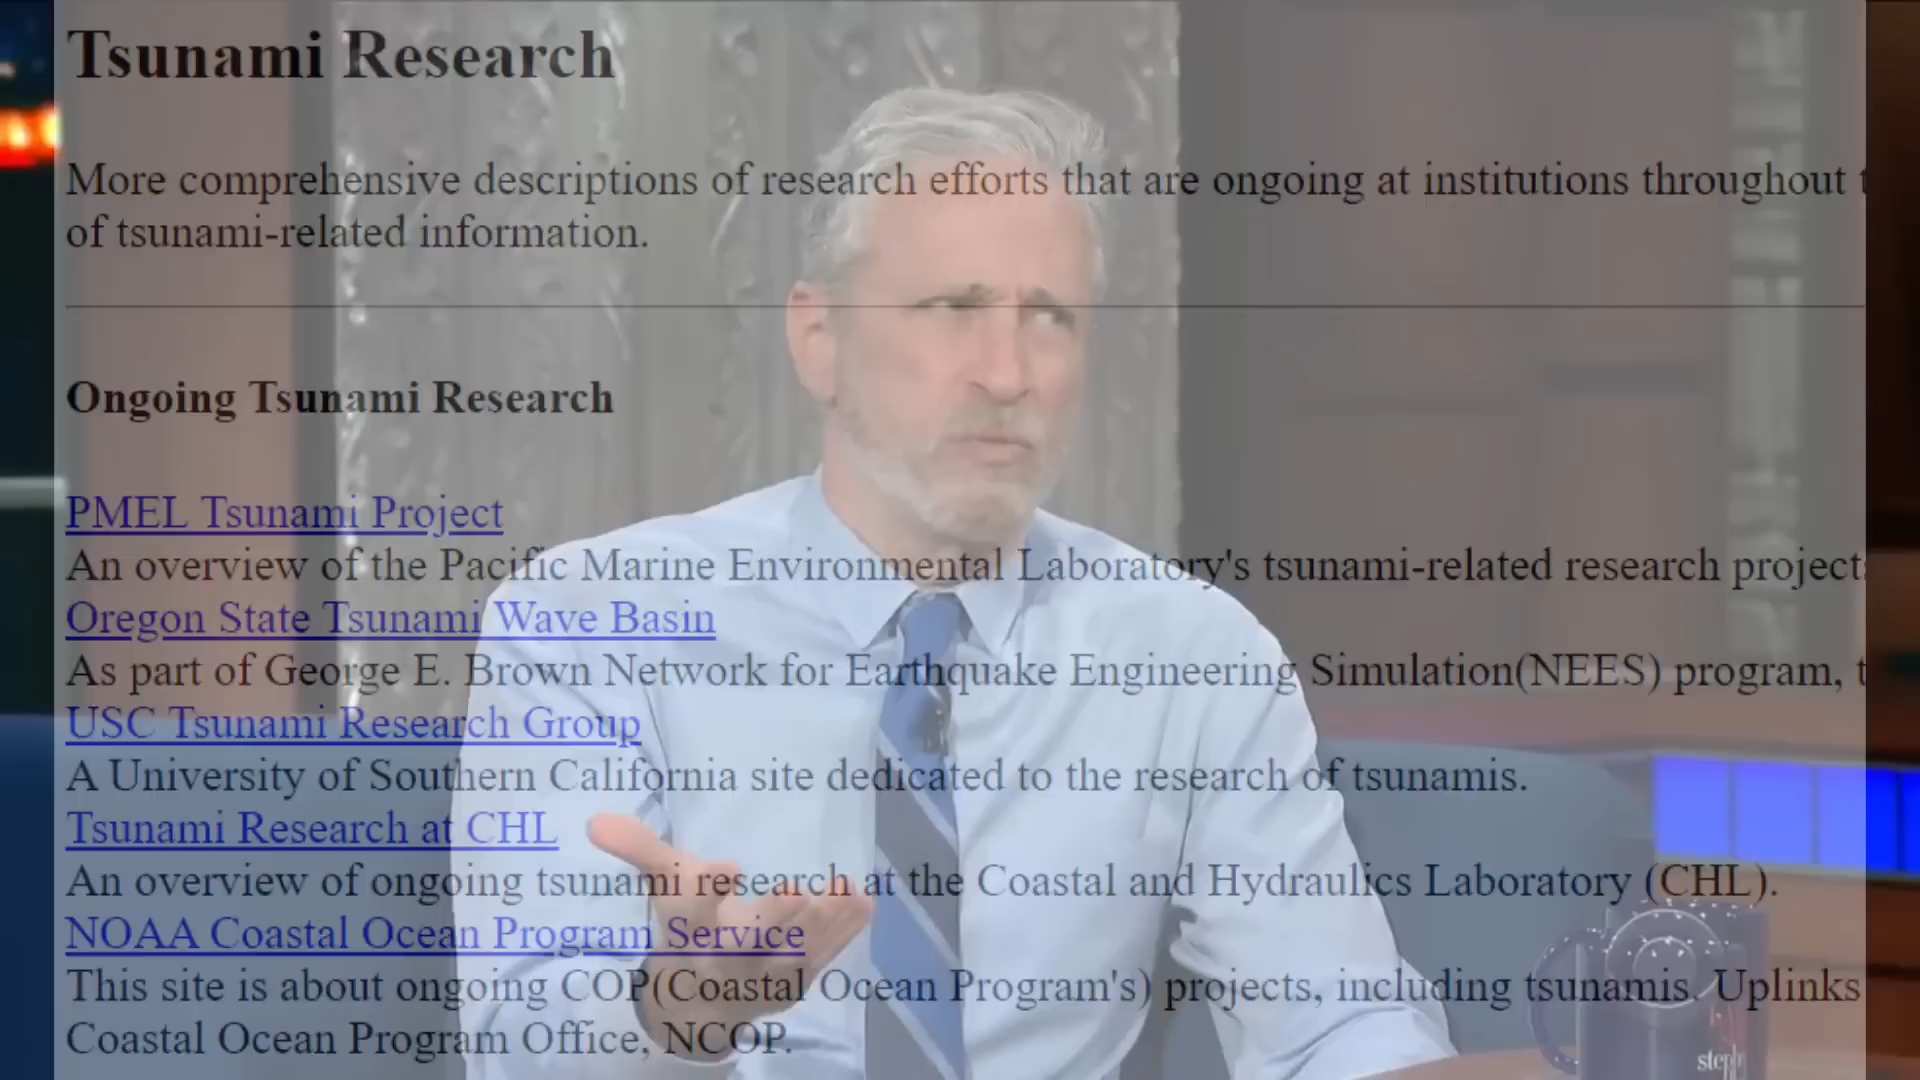 Tsunami Research
More comprehensive descriptions of research efforts that are ongoing at institutions throughout
of tsunami-related information.
Ongoing Tsunami Research
PMEL Tsunami Project
An overview of the Pacific Marine Environmental Laboratory's tsunami-related research project
Oregon State Tsunami Wave Basin
As part of George E. Brown Network for Earthquake Engineering Simulation(NEES) program,
USC Tsunami Research Group
A University of Southern California site dedicated to the research of tsunamis.
Tsunami Research at CHL
An overview of ongoing tsunami research at the Coastal and Hydraulics Laboratory (CHL).
NOAA Coastal Ocean Program Service
This site is about ongoing COP(Coastal Ocean Program's) projects, including tsunamis. Uplinks
Coastal Ocean Program Office, NCOP.